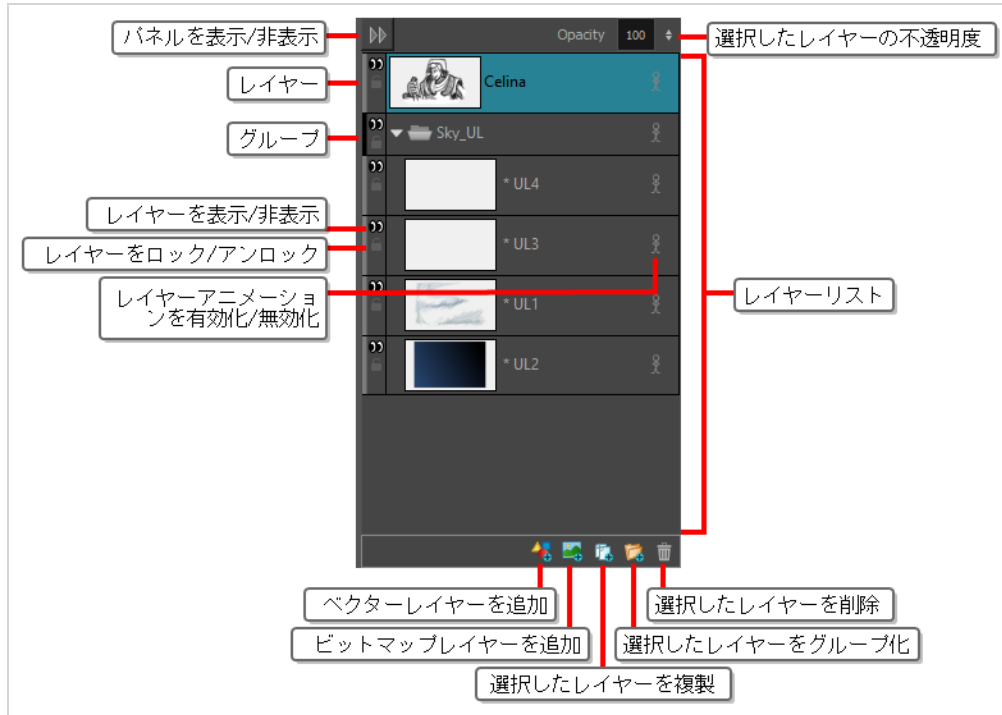 パネルを表示/非表示
Opacity 100
選択したレイヤーの不透明度
レイヤー
Celina
グループ
Sky_UL
* UL4
レイヤーを表示/非表示
レイヤーをロック/アンロック
* UL3
レイヤーアニメーショ
ンを有効化/無効化
* UL1
レイヤーリスト
* UL2
ベクターレイヤーを追加
選択したレイヤーを削除
ビットマップレイヤーを追加
選択したレイヤーをグループ化
選択したレイヤーを複製